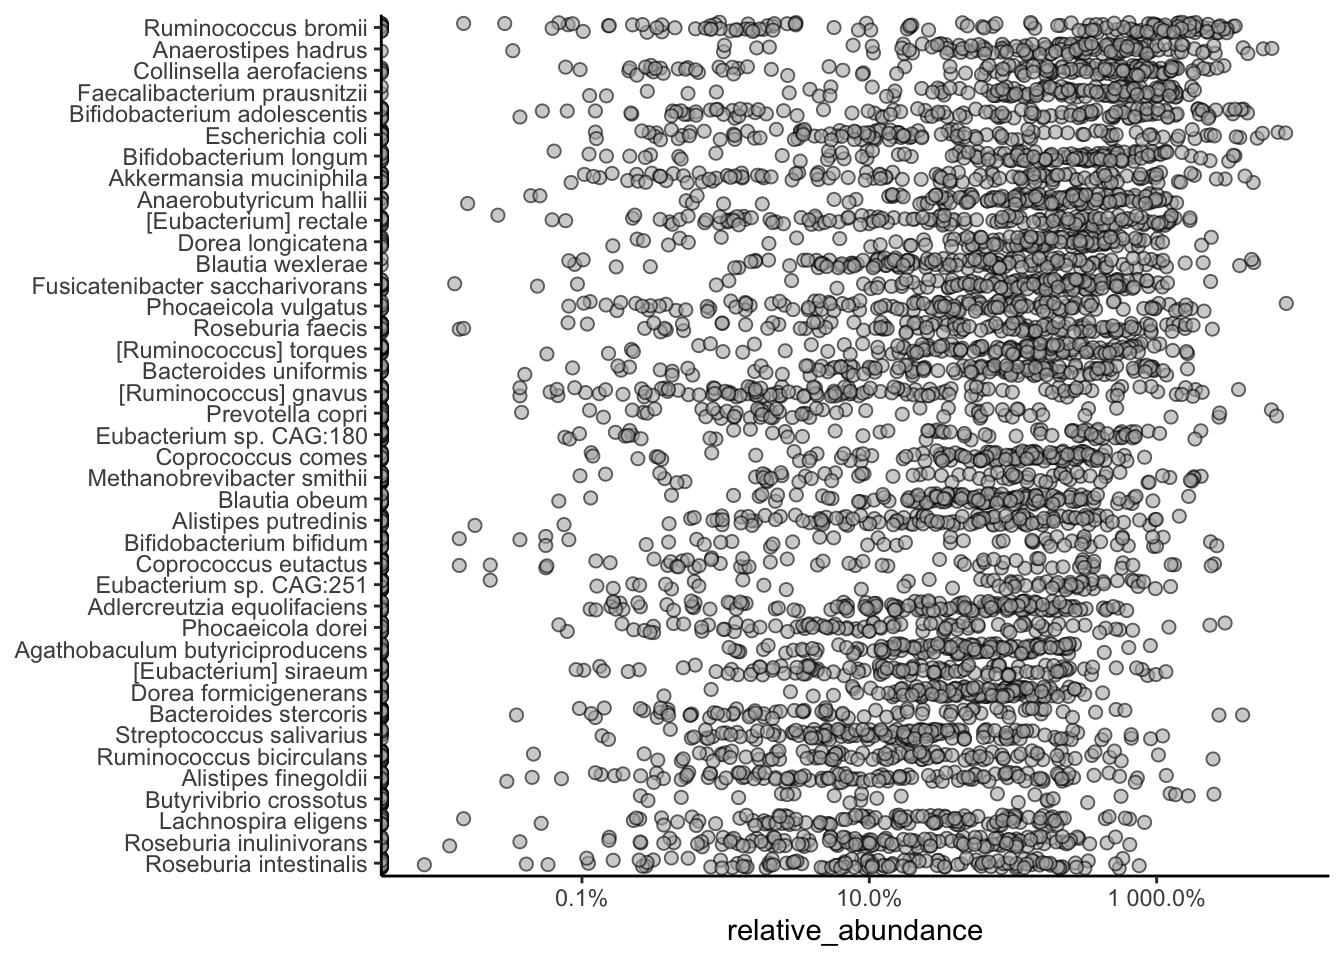 Ruminococcus bromii
Anaerostipes hadrus
Collinsella aerofaciens
Faecalibacterium prausnitzii
Bifidobacterium adolescentis
Escherichia coli
Bifidobacterium longum
Akkermansia muciniphila
Anaerobutyricum hallii
[Eubacterium] rectale
Dorea longicatena
Blautia wexlerae
Fusicatenibacter saccharivorans
Phocaeicola vulgatus
Roseburia faecis
[Ruminococcus] torques
Bacteroides uniformis
[Ruminococcus] gnavus
Prevotella copri
Eubacterium sp. CAG:180
Coprococcus comes
Methanobrevibacter smithii
Blautia obeum
Alistipes putredinis
Bifidobacterium bifidum
Coprococcus eutactus
Eubacterium sp. CAG:251
Adlercreutzia equolifaciens
Phocaeicola dorei
Agathobaculum butyriciproducens
[Eubacterium] siraeum
Dorea formicigenerans
Bacteroides stercoris
Streptococcus salivarius
Ruminococcus bicirculans
Alistipes finegoldii
Butyrivibrio crossotus
Lachnospira eligens
Roseburia inulinivorans
Roseburia intestinalis
0.1% 10.0% 1 000.0%
relative_abundance